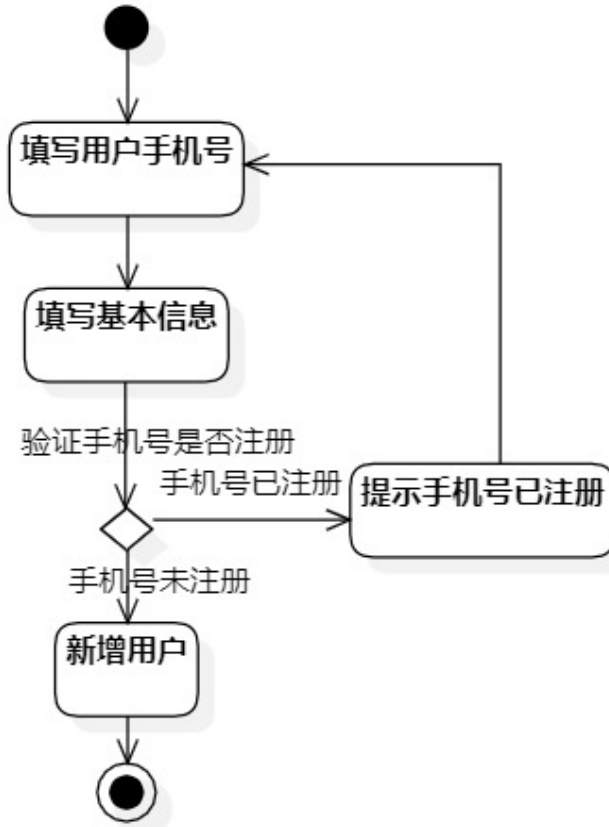 填写用户手机号
填写基本信息
验证手机号是否注册
手机号已注册
提示手机号已注册
手机号未注册
新增用户